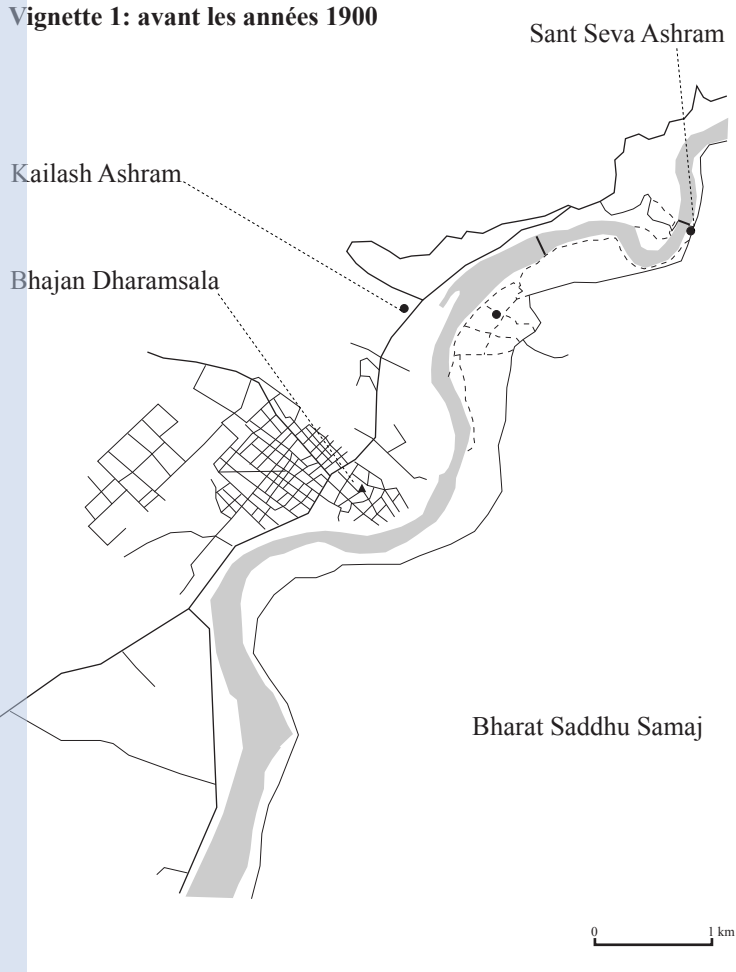 Vignette 1: avant les années 1900
Sant Seva Ashram
Kailash Ashram
Bhajan Dharamsala
Bharat Saddhu Samaj
0 1 km